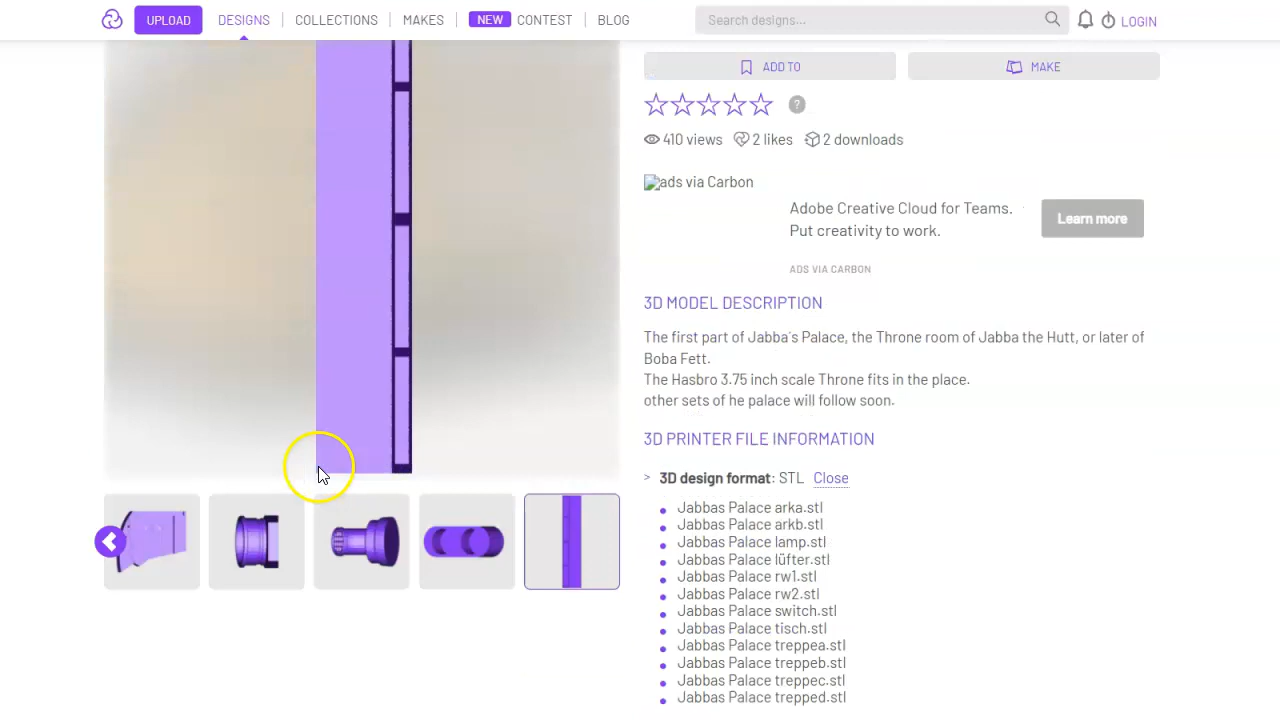 UPLOAD DESIGNS COLLECTIONS MAKES NEW CONTEST BLOG Search designs... LOGIN
ADD TO MAKE
?
410 views 2 likes 2 downloads
ads via Carbon
Adobe Creative Cloud for Teams.
Put creativity to work.
Learn more
ADS VIA CARBON
3D MODEL DESCRIPTION
The first part of Jabba´s Palace, the Throne room of Jabba the Hutt, or later of
Boba Fett.
The Hasbro 3.75 inch scale Throne fits in the place.
other sets of he palace will follow soon.
3D PRINTER FILE INFORMATION
> 3D design format: STL Close
Jabbas Palace arka.stl
Jabbas Palace arkb.stl
Jabbas Palace lamp.stl
Jabbas Palace lüfter.stl
Jabbas Palace rw1.stl
Jabbas Palace rw2.stl
Jabbas Palace switch.stl
Jabbas Palace tisch.stl
Jabbas Palace treppea.stl
Jabbas Palace treppeb.stl
Jabbas Palace treppec.stl
Jabbas Palace trepped.stl